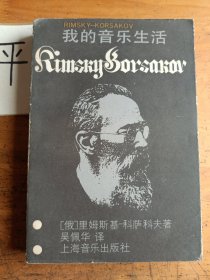 平
RIMSKY-KORSAKOV
我的音乐生活
Rimsky Korsakov
[俄]里姆斯基-科萨科夫著
吴佩华 译
上海音乐出版社